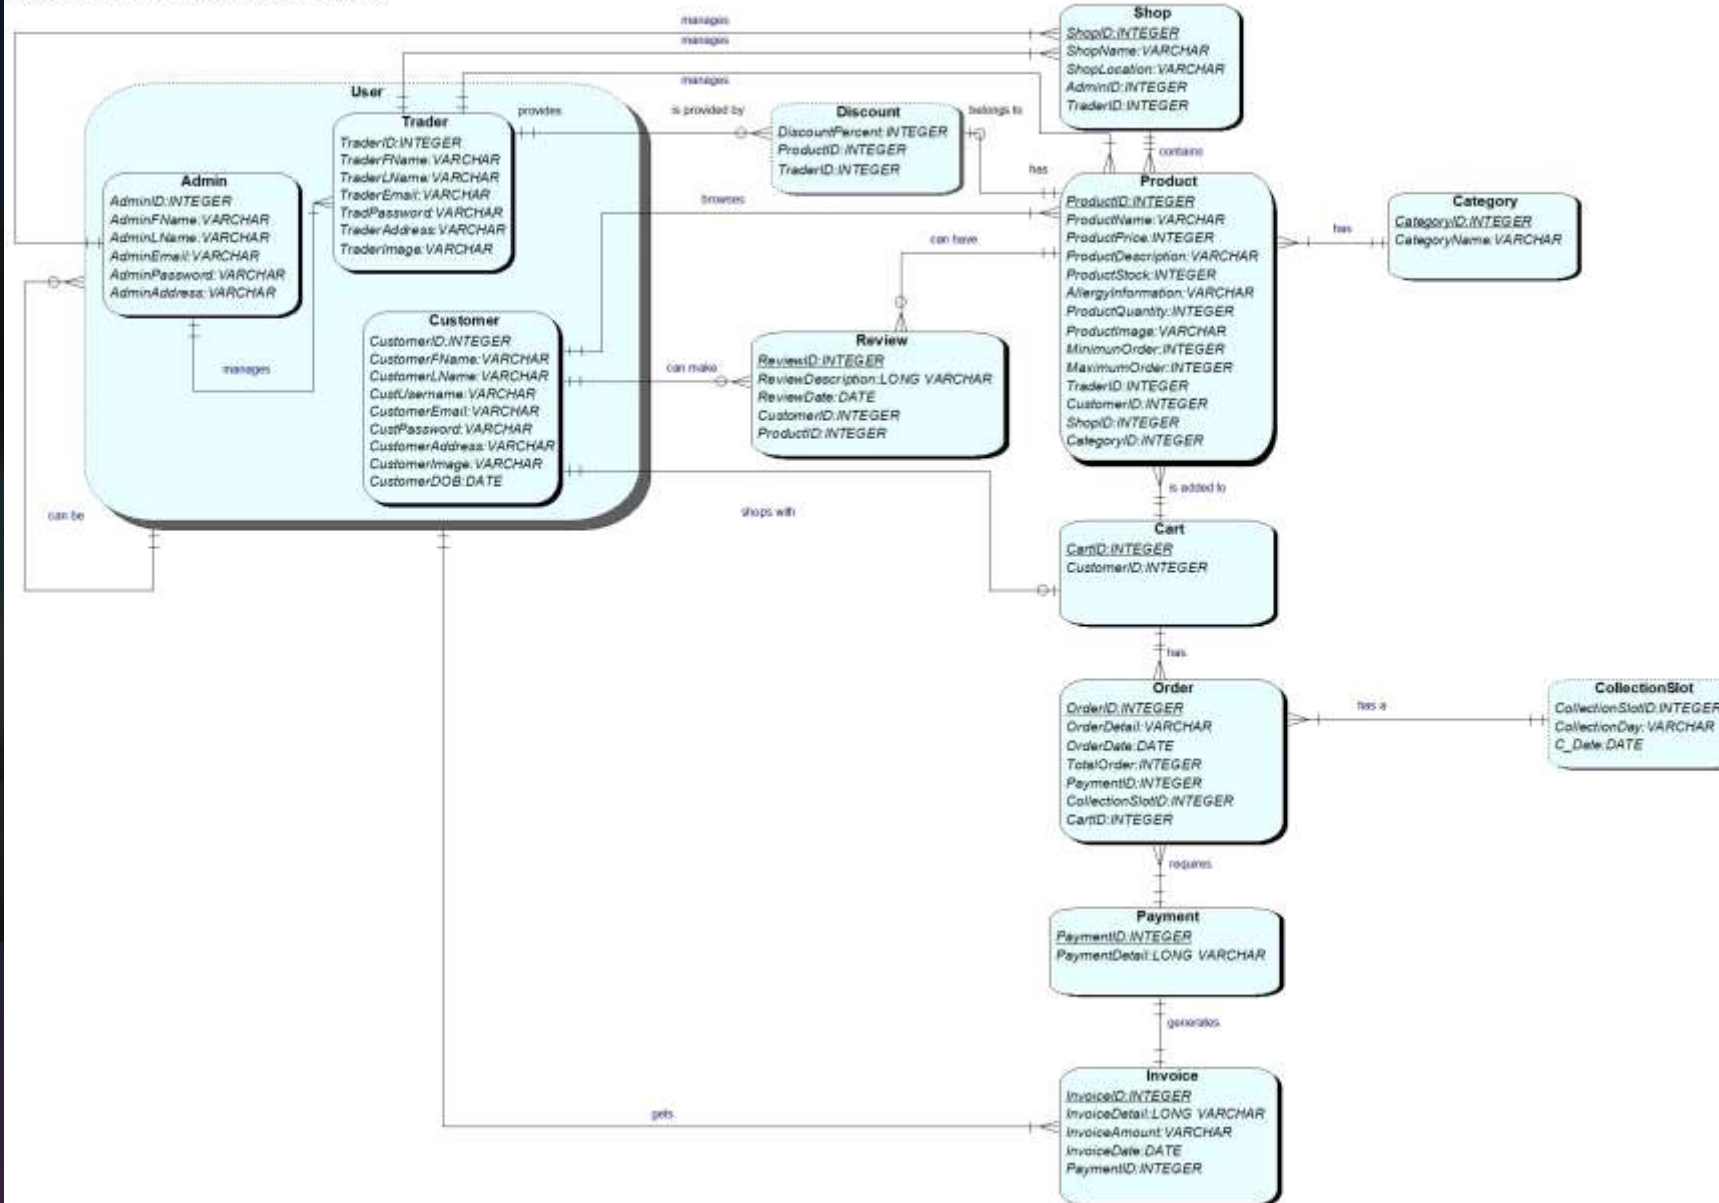 manages
manages
manages
Shop
ShopID:INTEGER
ShopName:VARCHAR
ShopLocation:VARCHAR
AdminID:INTEGER
TraderID:INTEGER
User
Trader
TraderID:INTEGER
TraderFName:VARCHAR
TraderLName:VARCHAR
TraderEmail:VARCHAR
TradPassword:VARCHAR
TraderAddress:VARCHAR
TraderImage:VARCHAR
provides
is provided by
Discount
DiscountPercent:INTEGER
ProductID:INTEGER
TraderID:INTEGER
belongs to
has
contains
Admin
AdminID:INTEGER
AdminFName:VARCHAR
AdminLName:VARCHAR
AdminEmail:VARCHAR
AdminPassword:VARCHAR
AdminAddress:VARCHAR
manages
browses
can have
Product
ProductID:INTEGER
ProductName:VARCHAR
ProductPrice:INTEGER
ProductDescription:VARCHAR
ProductStock:INTEGER
AllergyInformation:VARCHAR
ProductQuantity:INTEGER
ProductImage:VARCHAR
MinimunOrder:INTEGER
MaximumOrder:INTEGER
TraderID:INTEGER
CustomerID:INTEGER
ShopID:INTEGER
CategoryID:INTEGER
has
Category
CategoryID:INTEGER
CategoryName:VARCHAR
Customer
CustomerID:INTEGER
CustomerFName:VARCHAR
CustomerLName:VARCHAR
CustUsername:VARCHAR
CustomerEmail:VARCHAR
CustPassword:VARCHAR
CustomerAddress:VARCHAR
CustomerImage:VARCHAR
CustomerDOB:DATE
can make
Review
ReviewID:INTEGER
ReviewDescription:LONG VARCHAR
ReviewDate:DATE
CustomerID:INTEGER
ProductID:INTEGER
can be
shops with
is added to
Cart
CartID:INTEGER
CustomerID:INTEGER
has
Order
OrderID:INTEGER
OrderDetail:VARCHAR
OrderDate:DATE
TotalOrder:INTEGER
PaymentID:INTEGER
CollectionSlotID:INTEGER
CartID:INTEGER
has a
CollectionSlot
CollectionSlotID:INTEGER
CollectionDay:VARCHAR
C_Date:DATE
requires
Payment
PaymentID:INTEGER
PaymentDetail:LONG VARCHAR
generates
gets
Invoice
InvoiceID:INTEGER
InvoiceDetail:LONG VARCHAR
InvoiceAmount:VARCHAR
InvoiceDate:DATE
PaymentID:INTEGER